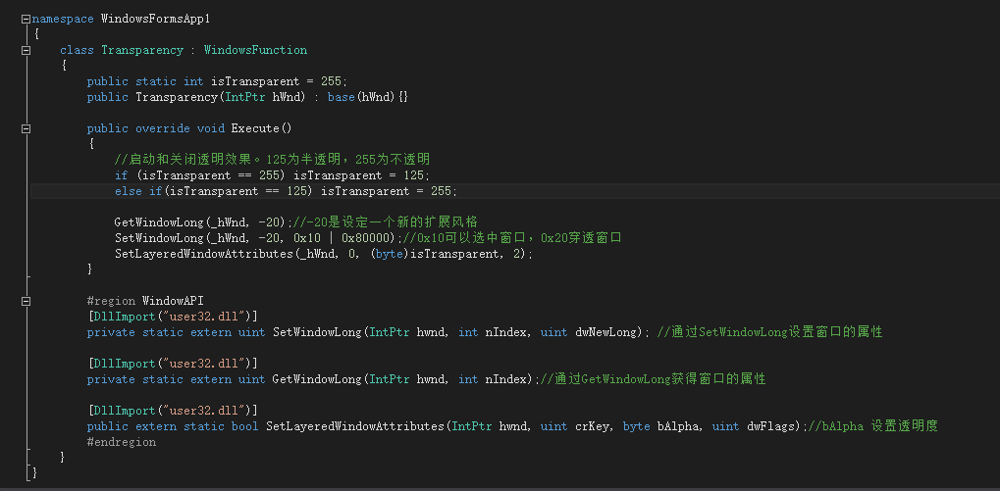 namespace WindowsFormsApp1
{
class Transparency : WindowsFunction
{
public static int isTransparent = 255;
public Transparency(IntPtr hWnd) : base(hWnd){}
public override void Execute()
{
//启动和关闭透明效果。125为半透明，255为不透明
if (isTransparent == 255) isTransparent = 125;
else if(isTransparent == 125) isTransparent = 255;
GetWindowLong(_hWnd, -20);//-20是设定一个新的扩展风格
SetWindowLong(_hWnd, -20, 0x10 | 0x80000);//0x10可以选中窗口，0x20穿透窗口
SetLayeredWindowAttributes(_hWnd, 0, (byte)isTransparent, 2);
}
#region WindowAPI
[DllImport("user32.dll")]
private static extern uint SetWindowLong(IntPtr hwnd, int nIndex, uint dwNewLong); //通过SetWindowLong设置窗口的属性
[DllImport("user32.dll")]
private static extern uint GetWindowLong(IntPtr hwnd, int nIndex);//通过GetWindowLong获得窗口的属性
[DllImport("user32.dll")]
public extern static bool SetLayeredWindowAttributes(IntPtr hwnd, uint crKey, byte bAlpha, uint dwFlags);//bAlpha 设置透明度
#endregion
}
}